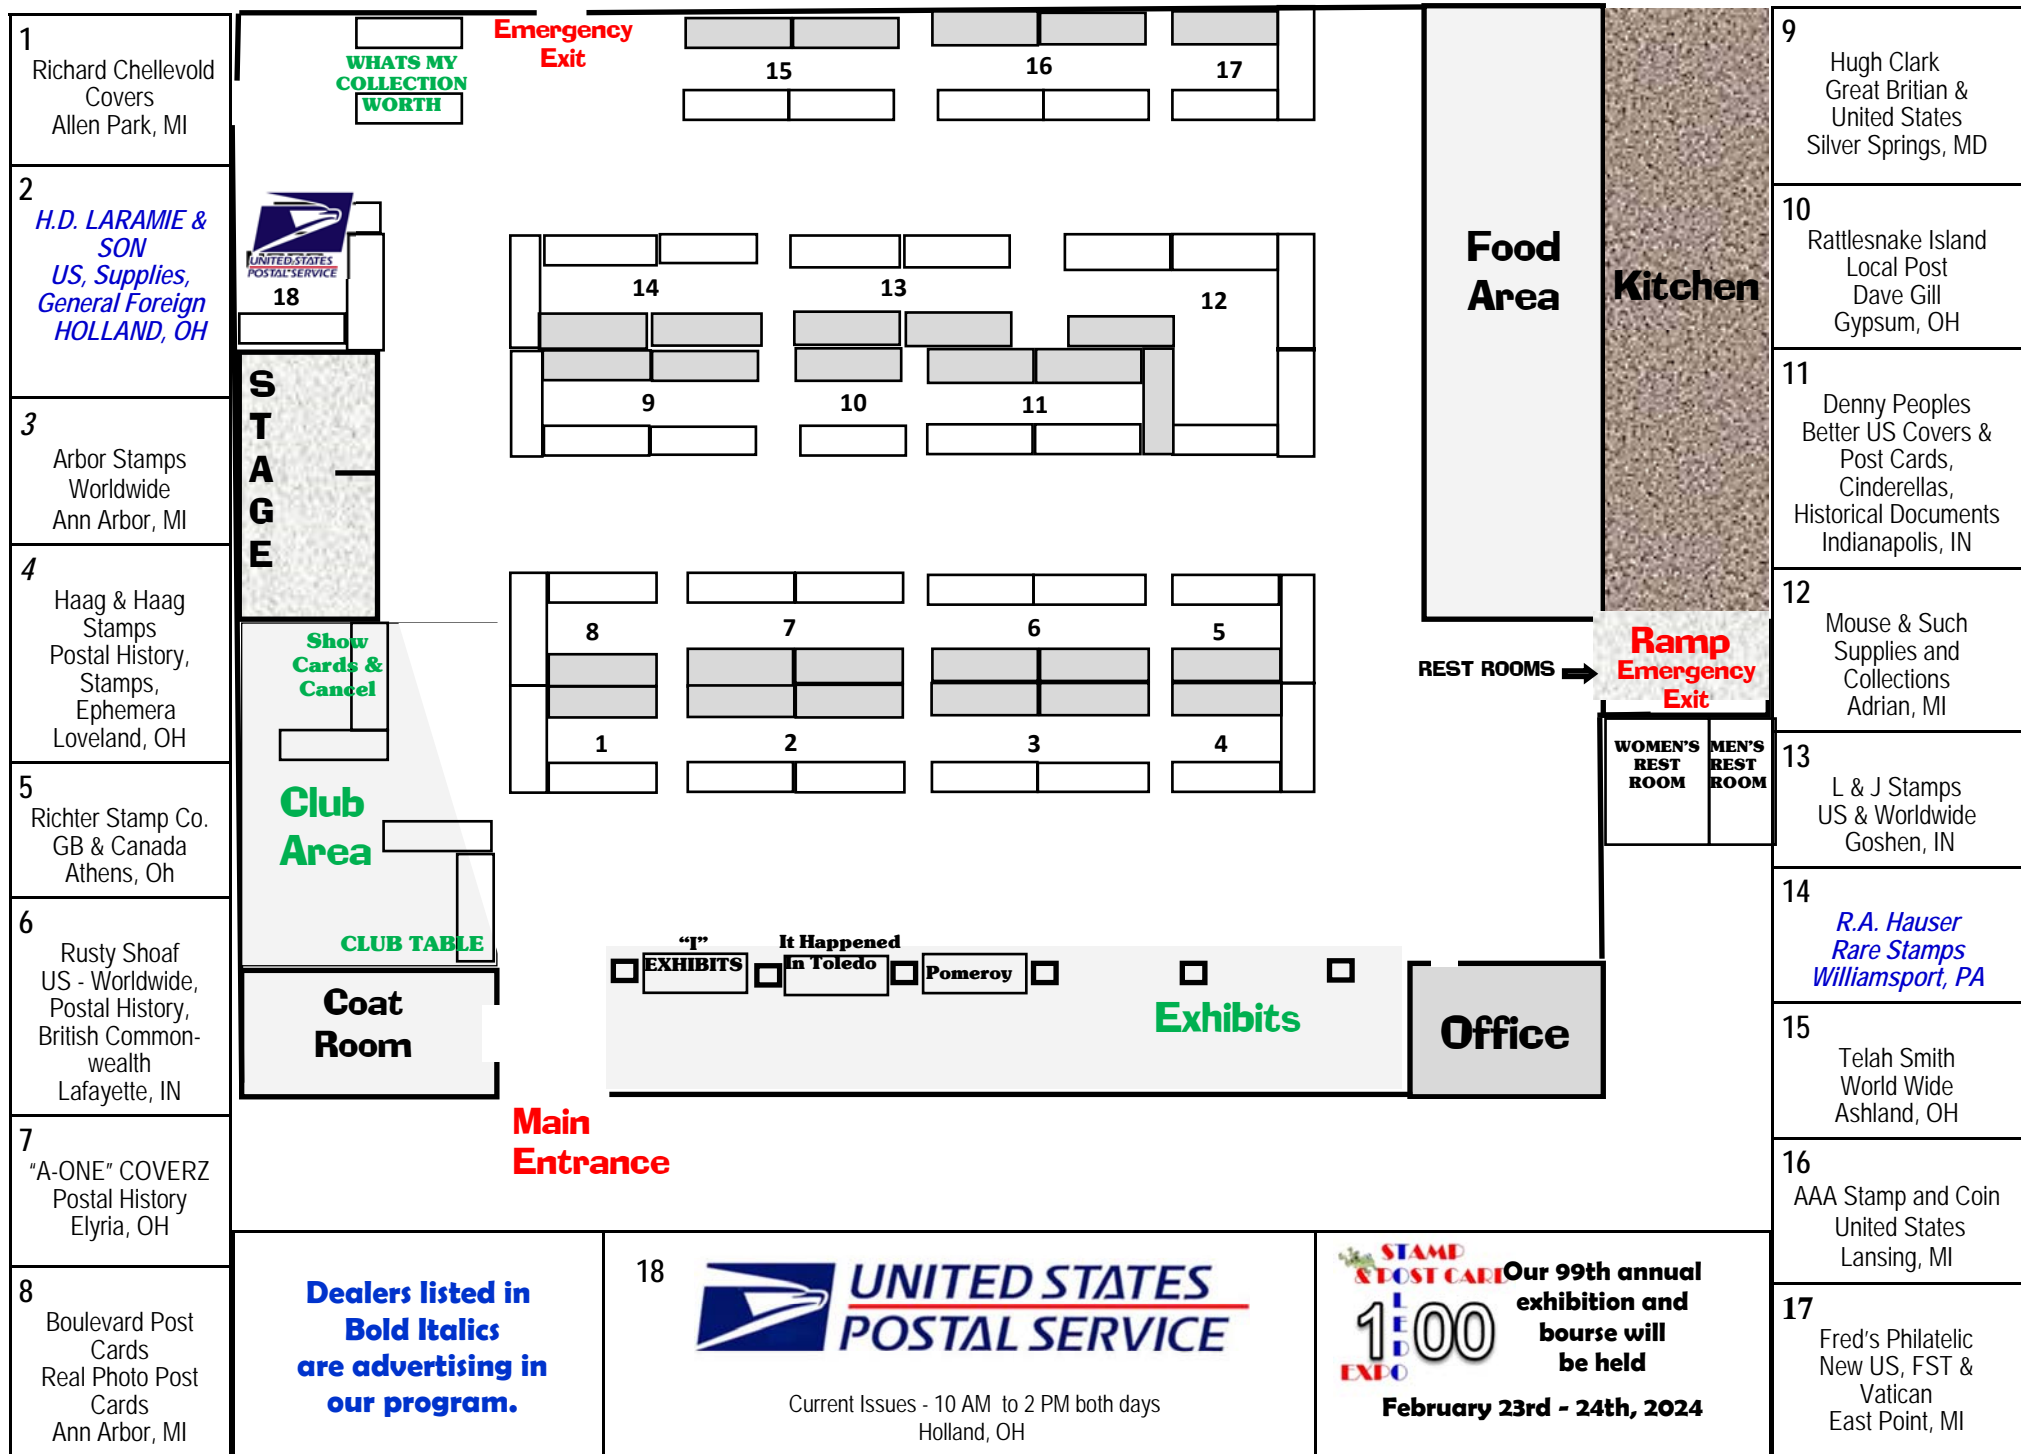 1
Richard Chellevold
Covers
Allen Park, MI
2
H.D. LARAMIE &
SON
US, Supplies,
General Foreign
HOLLAND, OH
3
Arbor Stamps
Worldwide
Ann Arbor, MI
4
Haag & Haag
Stamps
Postal History,
Stamps,
Ephemera
Loveland, OH
5
Richter Stamp Co.
GB & Canada
Athens, Oh
6
Rusty Shoaf
US - Worldwide,
Postal History,
British Common-
wealth
Lafayette, IN
7
"A-ONE" COVERZ
Postal History
Elyria, OH
8
Boulevard Post
Cards
Real Photo Post
Cards
Ann Arbor, MI
Emergency
Exit
WHATS MY
COLLECTION
WORTH
15
16
17
UNITED STATES
POSTAL SERVICE
18
14
13
12
9
10
11
STAGE
Food
Area
Kitchen
8
7
6
5
1
2
3
4
Show
Cards &
Cancel
Club
Area
CLUB TABLE
REST ROOMS
Ramp
Emergency
Exit
WOMEN'S
REST
ROOM
MEN'S
REST
ROOM
Coat
Room
"I"
EXHIBITS
It Happened
In Toledo
Pomeroy
Exhibits
Office
Main
Entrance
Dealers listed in
Bold Italics
are advertising in
our program.
18
UNITED STATES
POSTAL SERVICE
Current Issues - 10 AM to 2 PM both days
Holland, OH
STAMP
& POST CARD
1 00
LEDO
EXPO
Our 99th annual
exhibition and
bourse will
be held
February 23rd - 24th, 2024
9
Hugh Clark
Great Britian &
United States
Silver Springs, MD
10
Rattlesnake Island
Local Post
Dave Gill
Gypsum, OH
11
Denny Peoples
Better US Covers &
Post Cards,
Cinderellas,
Historical Documents
Indianapolis, IN
12
Mouse & Such
Supplies and
Collections
Adrian, MI
13
L & J Stamps
US & Worldwide
Goshen, IN
14
R.A. Hauser
Rare Stamps
Williamsport, PA
15
Telah Smith
World Wide
Ashland, OH
16
AAA Stamp and Coin
United States
Lansing, MI
17
Fred's Philatelic
New US, FST &
Vatican
East Point, MI